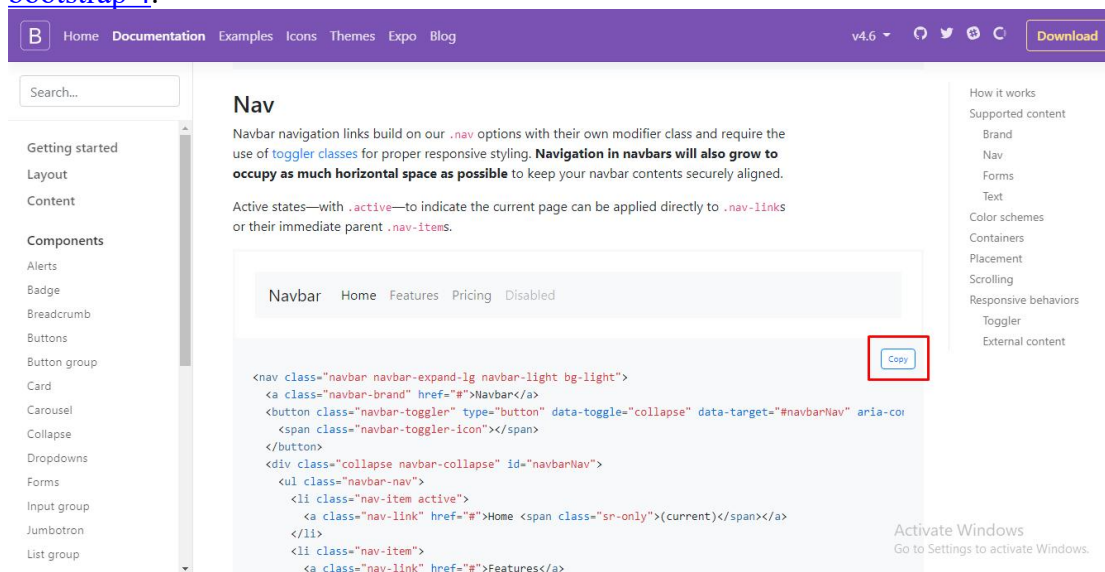 bootstrap 4.
B Home Documentation Examples Icons Themes Expo Blog v4.6 Download
Search...
Getting started
Layout
Content
Components
Alerts
Badge
Breadcrumb
Buttons
Button group
Card
Carousel
Collapse
Dropdowns
Forms
Input group
Jumbotron
List group
Nav
Navbar navigation links build on our .nav options with their own modifier class and require the
use of toggler classes for proper responsive styling. Navigation in navbars will also grow to
occupy as much horizontal space as possible to keep your navbar contents securely aligned.
Active states—with .active—to indicate the current page can be applied directly to .nav-links
or their immediate parent .nav-items.
Navbar Home Features Pricing Disabled
Copy
<nav class="navbar navbar-expand-lg navbar-light bg-light">
<a class="navbar-brand" href="#">Navbar</a>
<button class="navbar-toggler" type="button" data-toggle="collapse" data-target="#navbarNav" aria-con
<span class="navbar-toggler-icon"></span>
</button>
<div class="collapse navbar-collapse" id="navbarNav">
<ul class="navbar-nav">
<li class="nav-item active">
<a class="nav-link" href="#">Home <span class="sr-only">(current)</span></a>
</li>
<li class="nav-item">
<a class="nav-link" href="#">Features</a>
How it works
Supported content
Brand
Nav
Forms
Text
Color schemes
Containers
Placement
Scrolling
Responsive behaviors
Toggler
External content
Activate Windows
Go to Settings to activate Windows.